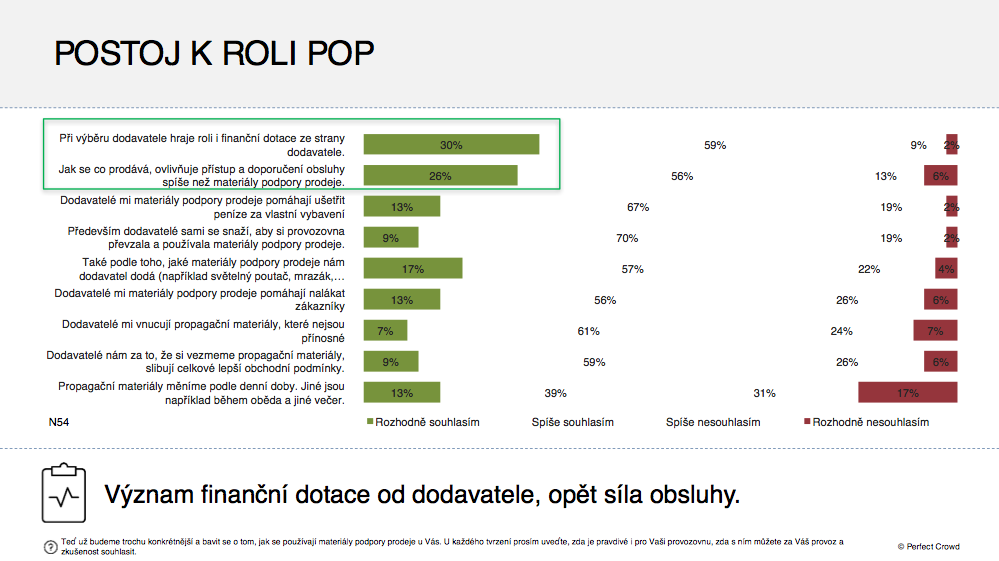 POSTOJ K ROLI POP
Při výběru dodavatele hraje roli i finanční dotace ze strany
dodavatele.
30% 59% 9% 2%
Jak se co prodává, ovlivňuje přístup a doporučení obsluhy
spíše než materiály podpory prodeje.
26% 56% 13% 6%
Dodavatelé mi materiály podpory prodeje pomáhají ušetřit
peníze za vlastní vybavení
13% 67% 19% 2%
Především dodavatelé sami se snaží, aby si provozovna
převzala a používala materiály podpory prodeje.
9% 70% 19% 2%
Také podle toho, jaké materiály podpory prodeje nám
dodavatel dodá (například světelný poutač, mrazák,…
17% 57% 22% 4%
Dodavatelé mi materiály podpory prodeje pomáhají nalákat
zákazníky
13% 56% 26% 6%
Dodavatelé mi vnucují propagační materiály, které nejsou
přínosné
7% 61% 24% 7%
Dodavatelé nám za to, že si vezmeme propagační materiály,
slibují celkově lepší obchodní podmínky.
9% 59% 26% 6%
Propagační materiály měníme podle denní doby. Jiné jsou
například během oběda a jiné večer.
13% 39% 31% 17%
N54
Rozhodně souhlasím Spíše souhlasím Spíše nesouhlasím Rozhodně nesouhlasím
Význam finanční dotace od dodavatele, opět síla obsluhy.
Teď už budeme trochu konkrétnější a bavit se o tom, jak se používají materiály podpory prodeje u Vás. U každého tvrzení prosím uveďte, zda je pravdivé i pro Vaši provozovnu, zda s ním můžete za Váš provoz a
zkušenost souhlasit.
© Perfect Crowd